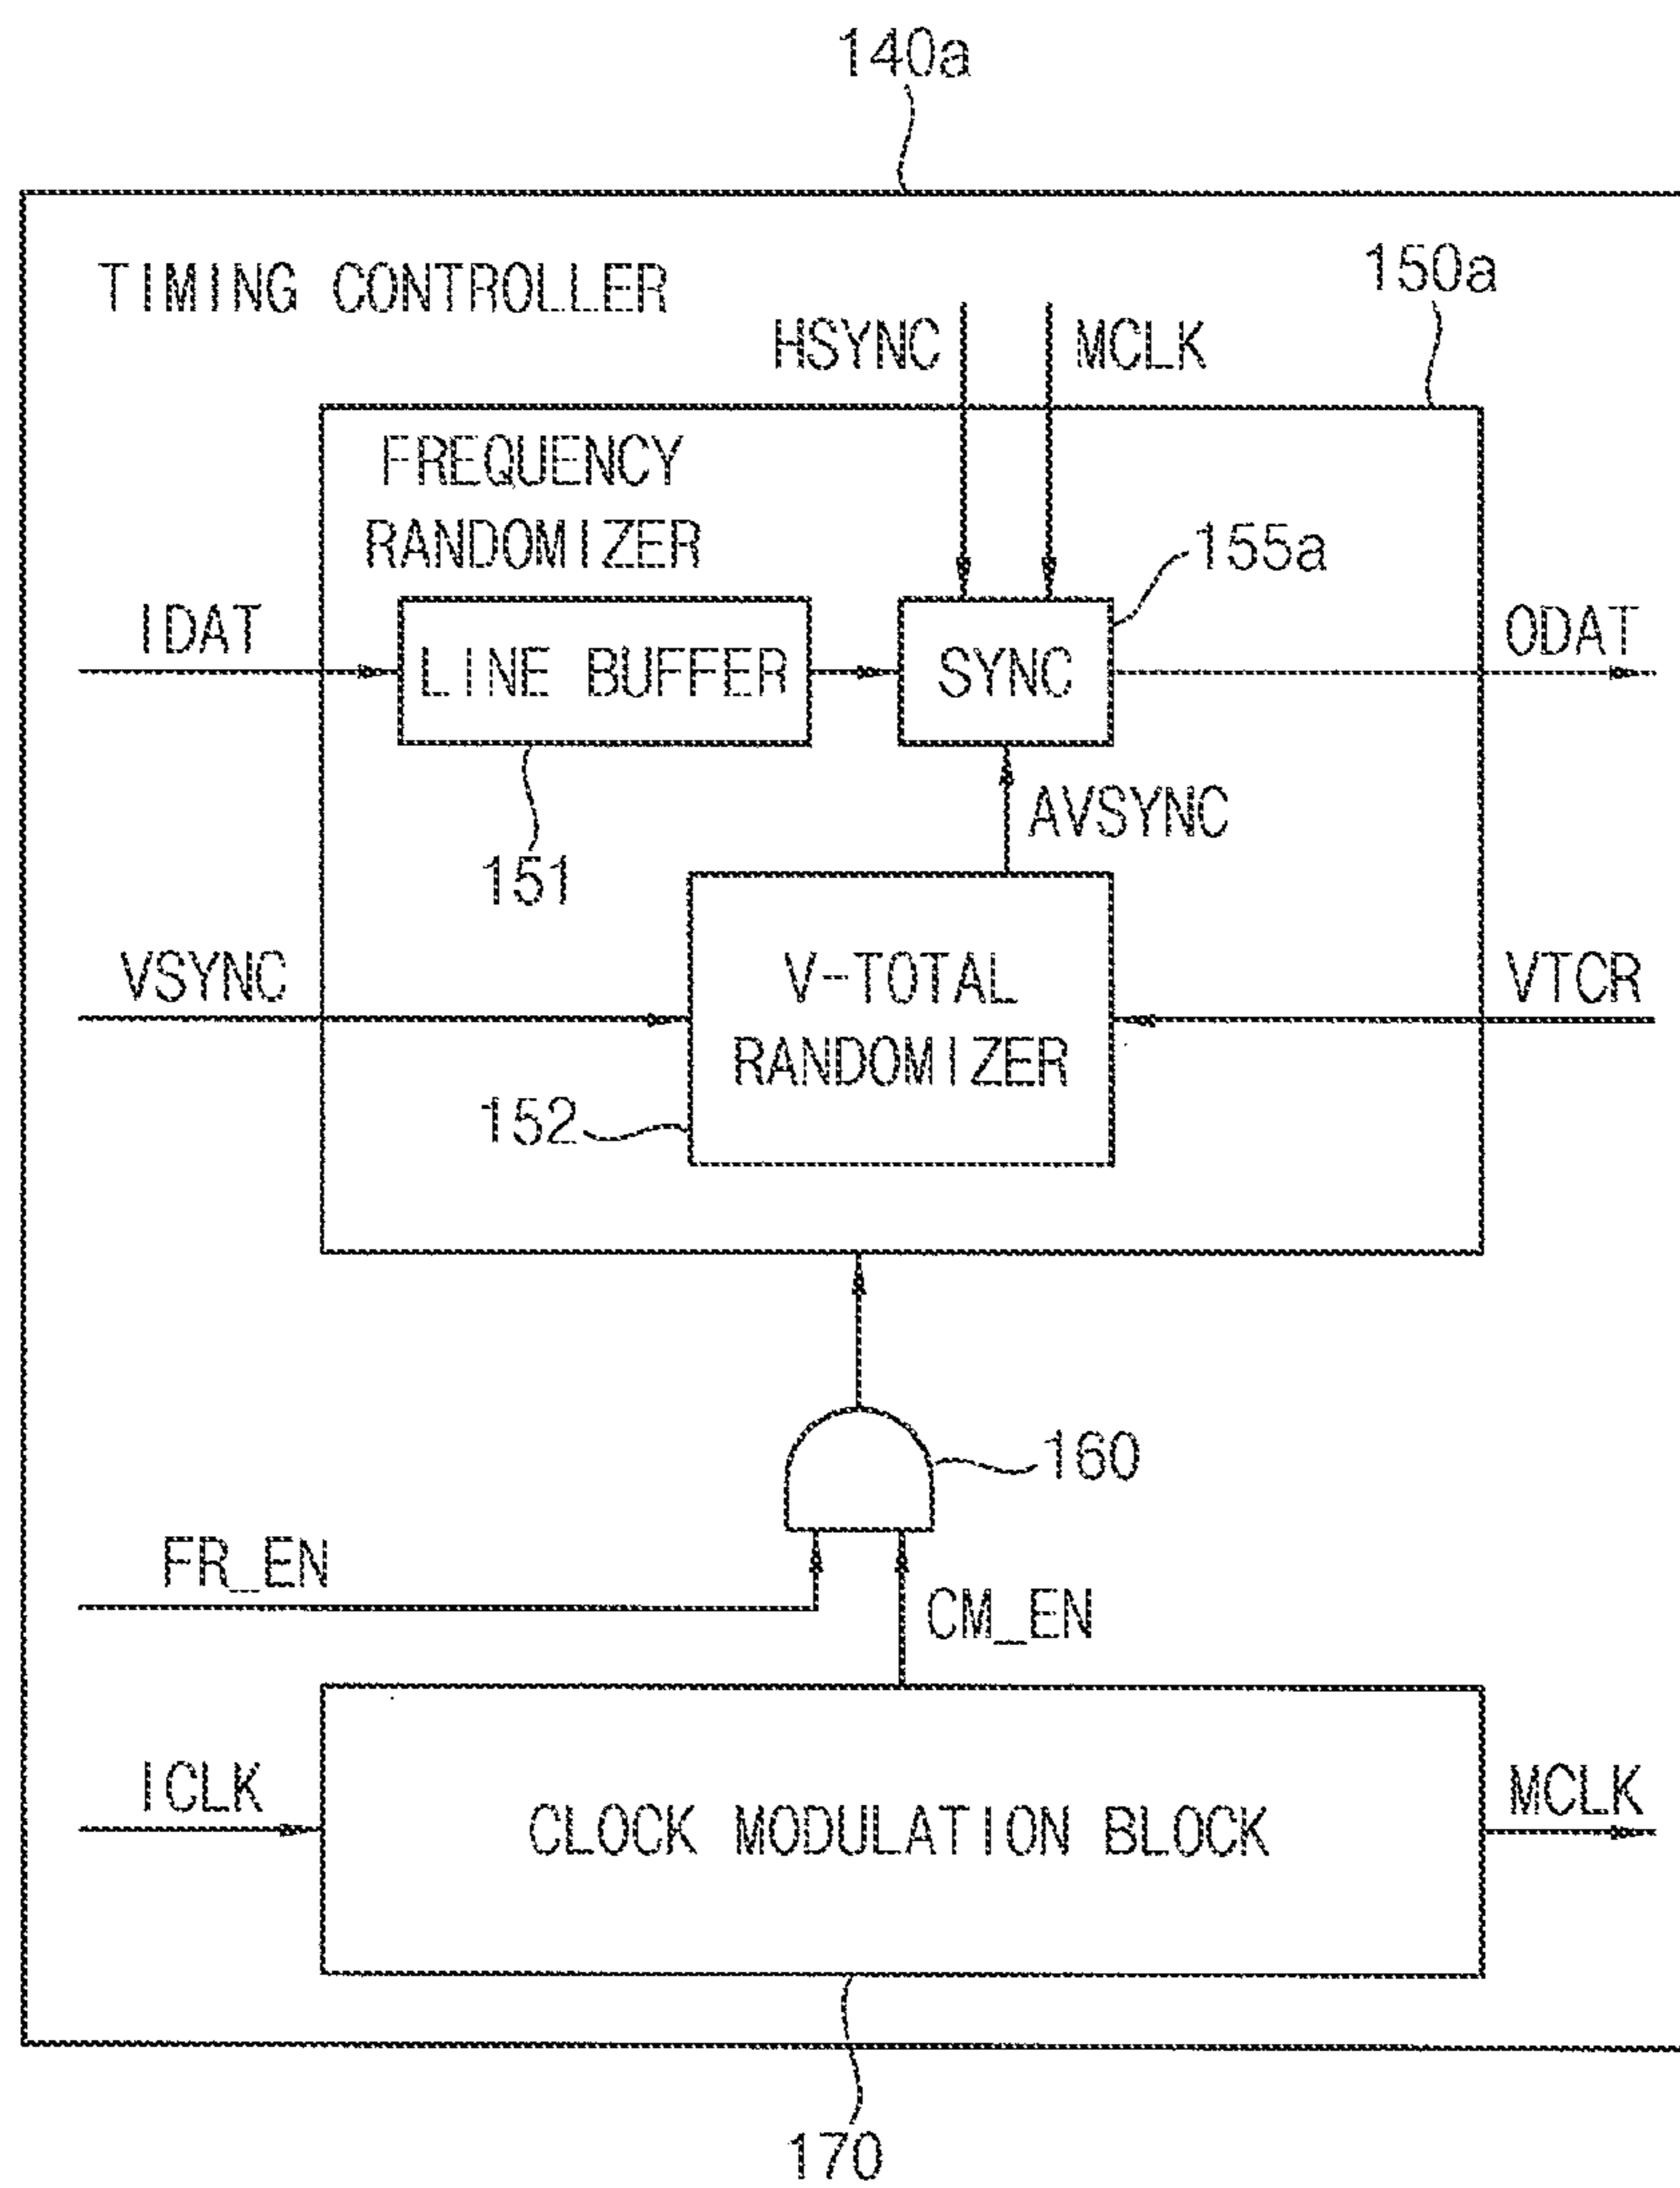 140a
TIMING CONTROLLER
150a
HSYNC
MCLK
FREQUENCY
RANDOMIZER
155a
IDAT
LINE BUFFER
SYNC
ODAT
AVSYNC
151
VSYNC
V-TOTAL
RANDOMIZER
VTCR
152
160
FR_EN
CM_EN
ICLK
CLOCK MODULATION BLOCK
MCLK
170